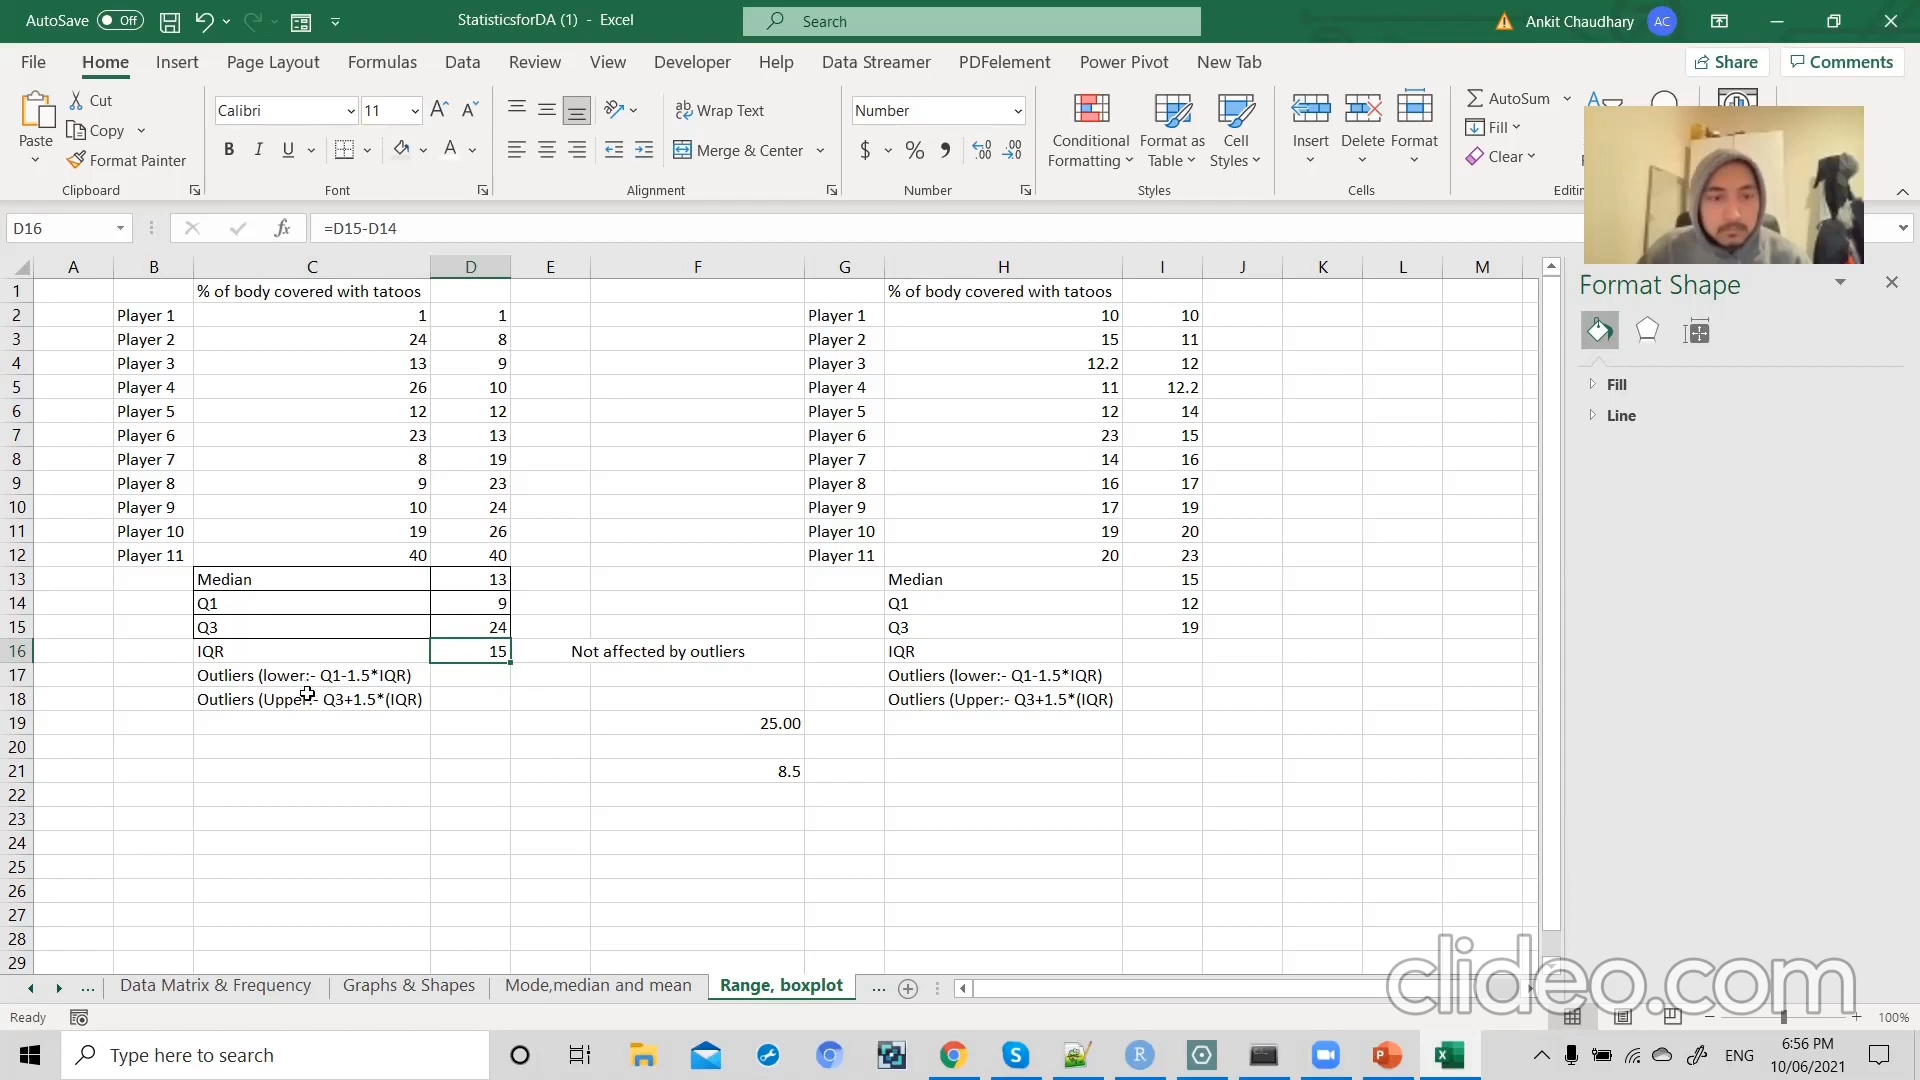 AutoSave Off
StatisticsforDA (1) - Excel
Search
Ankit Chaudhary AC
File Home Insert Page Layout Formulas Data Review View Developer Help Data Streamer PDFelement Power Pivot New Tab Share Comments
Paste Cut Copy Format Painter Clipboard
Calibri 11 B I U A Font
Wrap Text Merge & Center Alignment
Number $ % Number
Conditional Formatting Format as Table Cell Styles Styles
Insert Delete Format Cells
AutoSum Fill Clear Editin
D16 fx =D15-D14
A B C D E F G H I J K L M
1 % of body covered with tatoos % of body covered with tatoos
2 Player 1 1 1 Player 1 10 10
3 Player 2 24 8 Player 2 15 11
4 Player 3 13 9 Player 3 12.2 12
5 Player 4 26 10 Player 4 11 12.2
6 Player 5 12 12 Player 5 12 14
7 Player 6 23 13 Player 6 23 15
8 Player 7 8 19 Player 7 14 16
9 Player 8 9 23 Player 8 16 17
10 Player 9 10 24 Player 9 17 19
11 Player 10 19 26 Player 10 19 20
12 Player 11 40 40 Player 11 20 23
13 Median 13 Median 15
14 Q1 9 Q1 12
15 Q3 24 Q3 19
16 IQR 15 Not affected by outliers IQR
17 Outliers (lower:- Q1-1.5*IQR) Outliers (lower:- Q1-1.5*IQR)
18 Outliers (Upper:- Q3+1.5*(IQR) Outliers (Upper:- Q3+1.5*(IQR)
19 25.00
20
21 8.5
22
23
24
25
26
27
28
29
Format Shape
Fill
Line
... Data Matrix & Frequency Graphs & Shapes Mode,median and mean Range, boxplot ...
clideo.com
Ready 100%
Type here to search
ENG 6:56 PM
10/06/2021